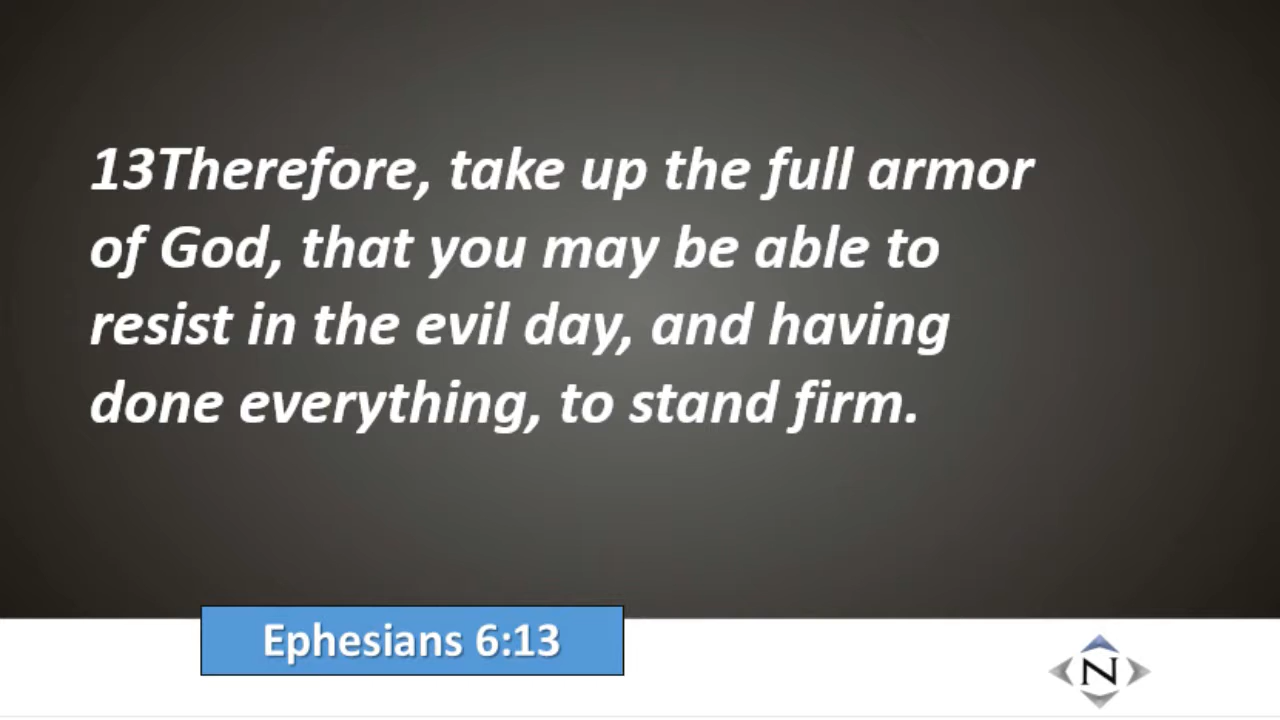 13Therefore, take up the full armor
of God, that you may be able to
resist in the evil day, and having
done everything, to stand firm.
Ephesians 6:13
N